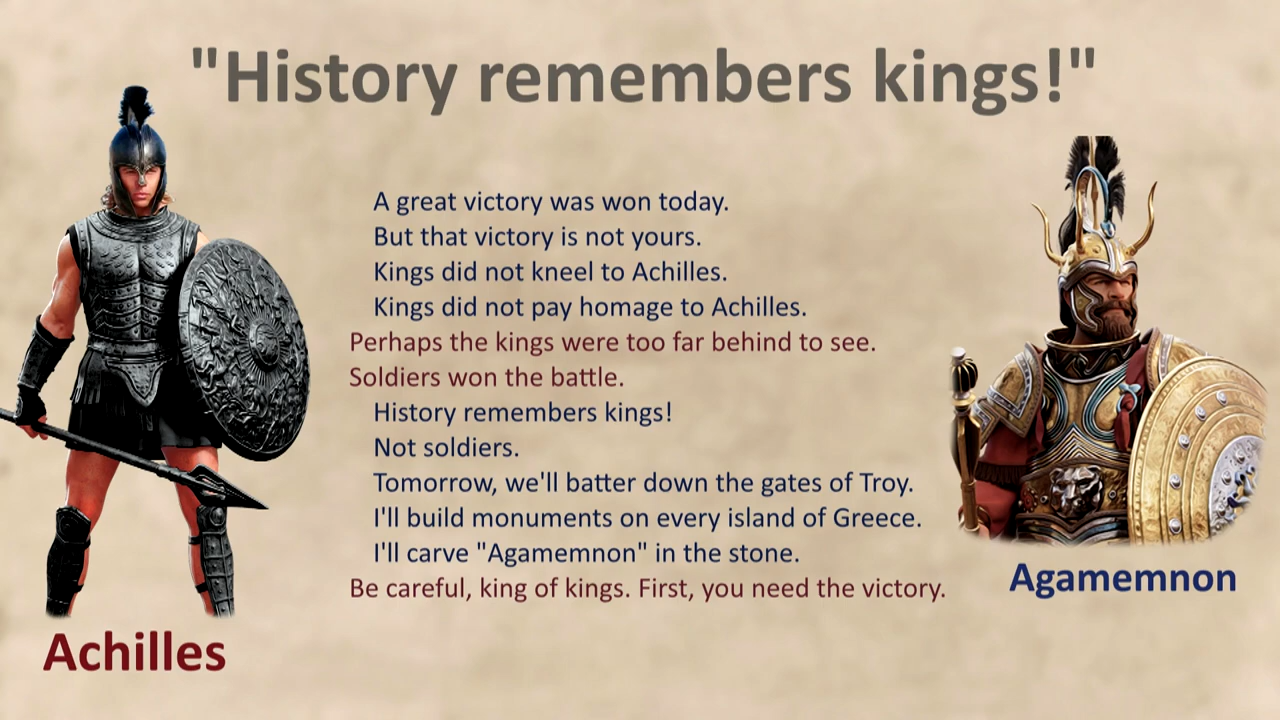 "History remembers kings!"
A great victory was won today.
But that victory is not yours.
Kings did not kneel to Achilles.
Kings did not pay homage to Achilles.
Perhaps the kings were too far behind to see.
Soldiers won the battle.
History remembers kings!
Not soldiers.
Tomorrow, we'll batter down the gates of Troy.
I'll build monuments on every island of Greece.
I'll carve "Agamemnon" in the stone.
Be careful, king of kings. First, you need the victory.
Agamemnon
Achilles